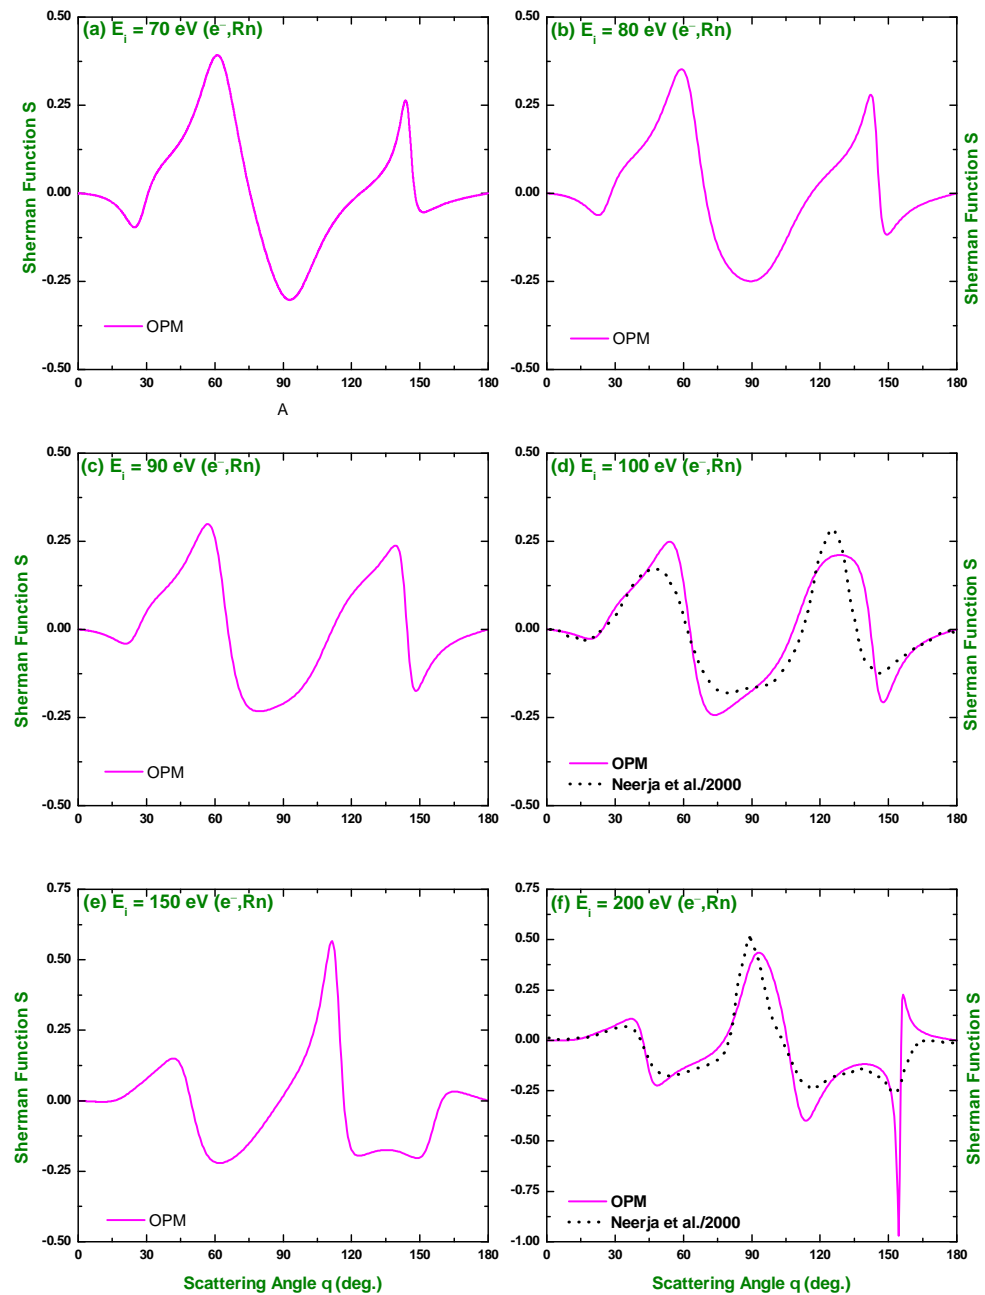 (a) E_i = 70 eV (e⁻,Rn)
0.50
0.25
0.00
-0.25
-0.50
Sherman Function S
OPM
0 30 60 90 120 150 180
A
(b) E_i = 80 eV (e⁻,Rn)
0.50
0.25
0.00
-0.25
-0.50
Sherman Function S
OPM
0 30 60 90 120 150 180
(c) E_i = 90 eV (e⁻,Rn)
0.50
0.25
0.00
-0.25
-0.50
Sherman Function S
OPM
0 30 60 90 120 150 180
(d) E_i = 100 eV (e⁻,Rn)
0.50
0.25
0.00
-0.25
-0.50
Sherman Function S
OPM
Neerja et al./2000
0 30 60 90 120 150 180
(e) E_i = 150 eV (e⁻,Rn)
0.75
0.50
0.25
0.00
-0.25
-0.50
Sherman Function S
OPM
0 30 60 90 120 150 180
Scattering Angle q (deg.)
(f) E_i = 200 eV (e⁻,Rn)
0.75
0.50
0.25
0.00
-0.25
-0.50
-0.75
-1.00
Sherman Function S
OPM
Neerja et al./2000
0 30 60 90 120 150 180
Scattering Angle q (deg.)